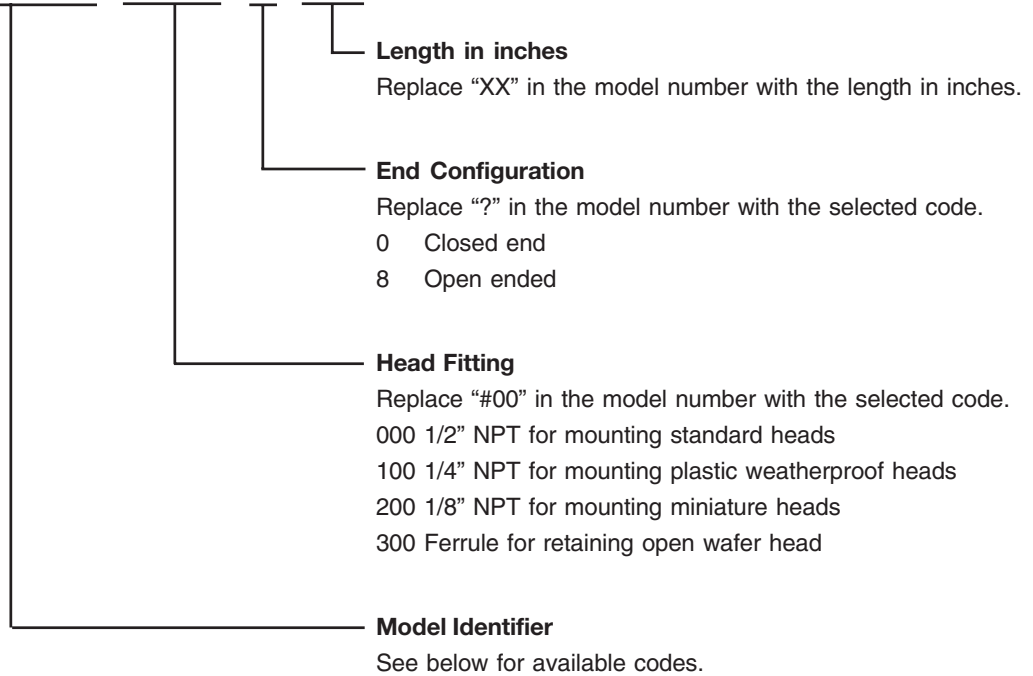 Length in inches
Replace “XX” in the model number with the length in inches.
End Configuration
Replace “?” in the model number with the selected code.
0 Closed end
8 Open ended
Head Fitting
Replace “#00” in the model number with the selected code.
000 1/2” NPT for mounting standard heads
100 1/4” NPT for mounting plastic weatherproof heads
200 1/8” NPT for mounting miniature heads
300 Ferrule for retaining open wafer head
Model Identifier
See below for available codes.